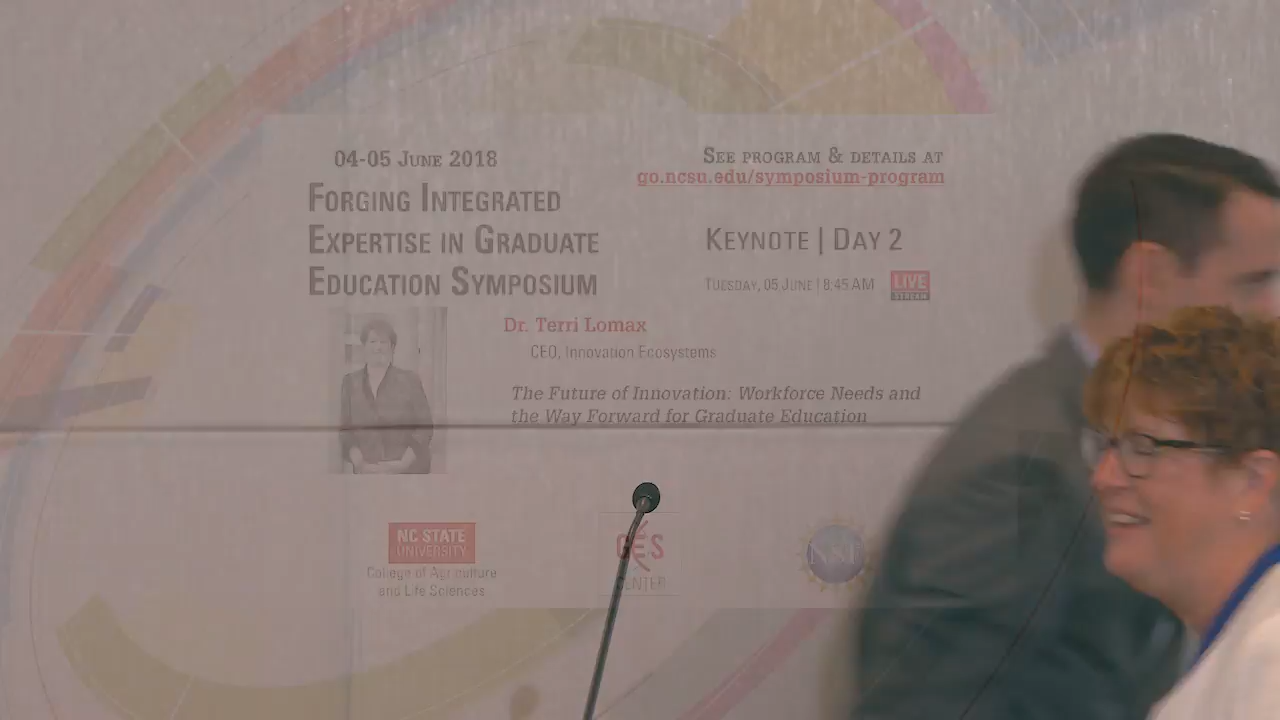 04-05 June 2018
Forging Integrated
Expertise in Graduate
Education Symposium
See program & details at
go.ncsu.edu/symposium-program
Keynote | Day 2
Tuesday, 05 June | 8:45 AM
LIVE
STREAM
Dr. Terri Lomax
CEO, Innovation Ecosystems
The Future of Innovation: Workforce Needs and
the Way Forward for Graduate Education
NC STATE
UNIVERSITY
College of Agriculture
and Life Sciences
GES
CENTER
NSF